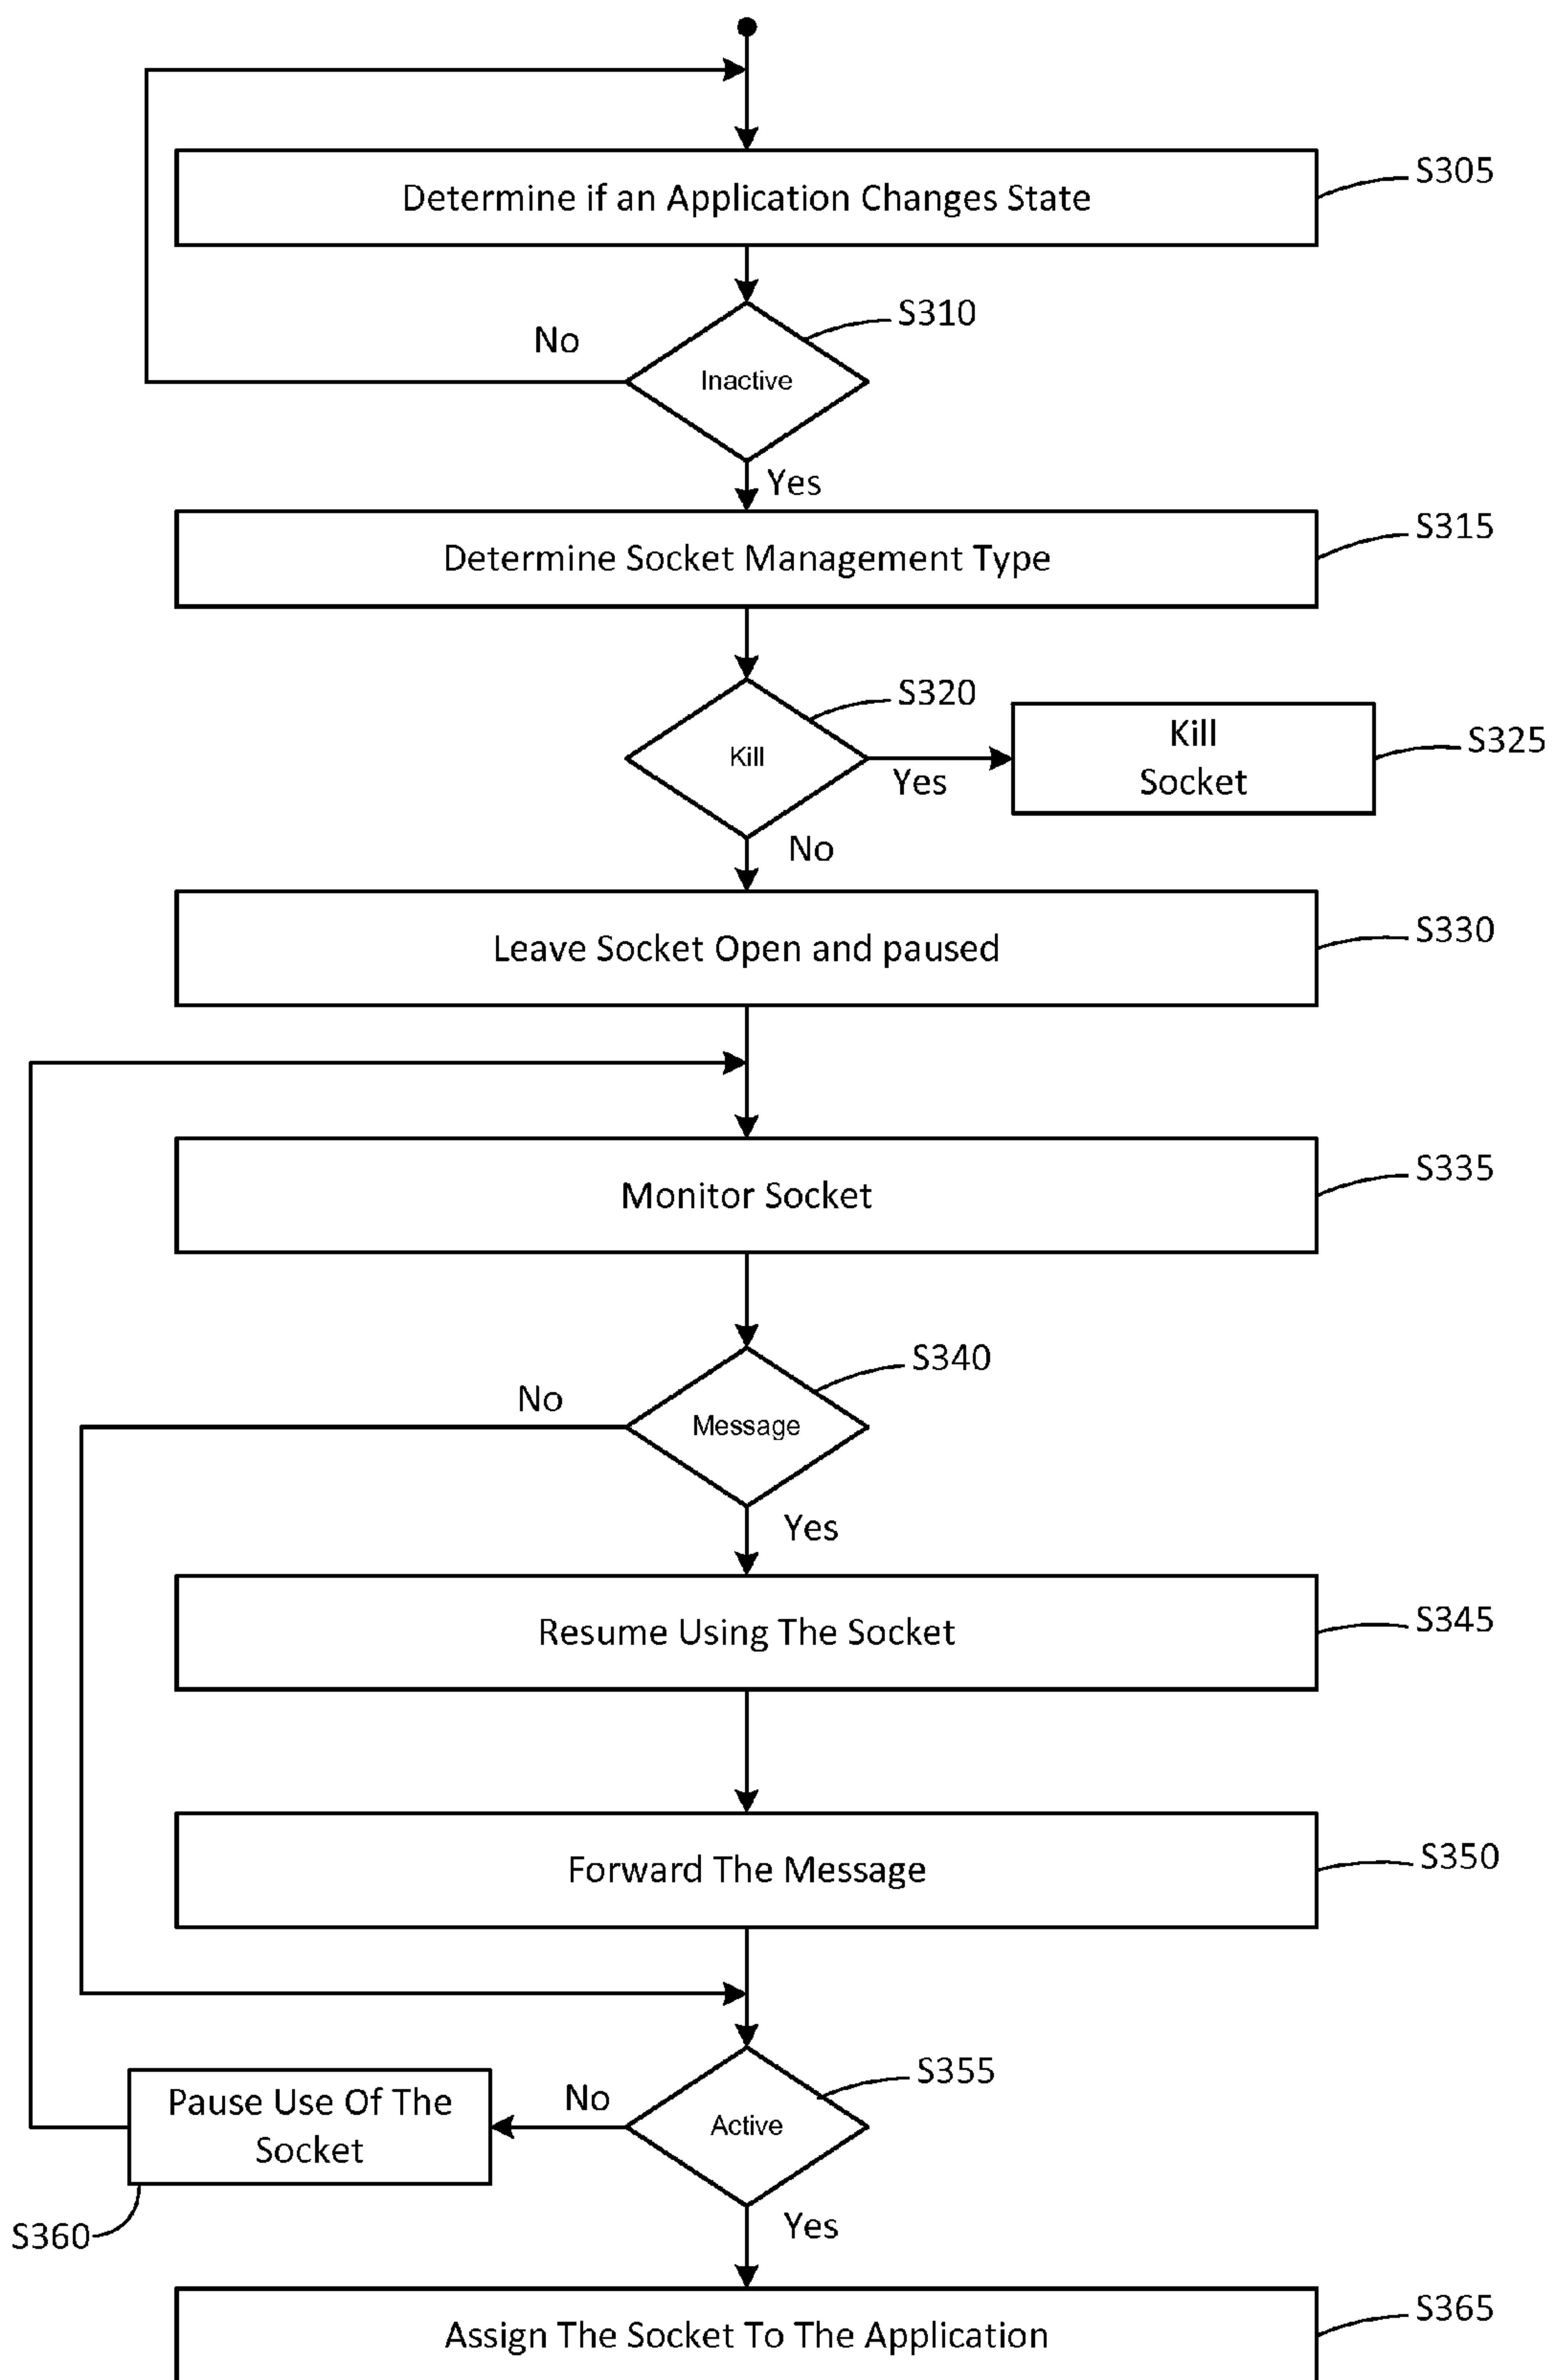 Determine if an Application Changes State
S305
S310
No
Inactive
Yes
S315
Determine Socket Management Type
S320
Kill
Yes
Kill
Socket
S325
No
S330
Leave Socket Open and paused
S335
Monitor Socket
S340
No
Message
Yes
S345
Resume Using The Socket
S350
Forward The Message
S355
Pause Use Of The
Socket
No
Active
S360
Yes
S365
Assign The Socket To The Application